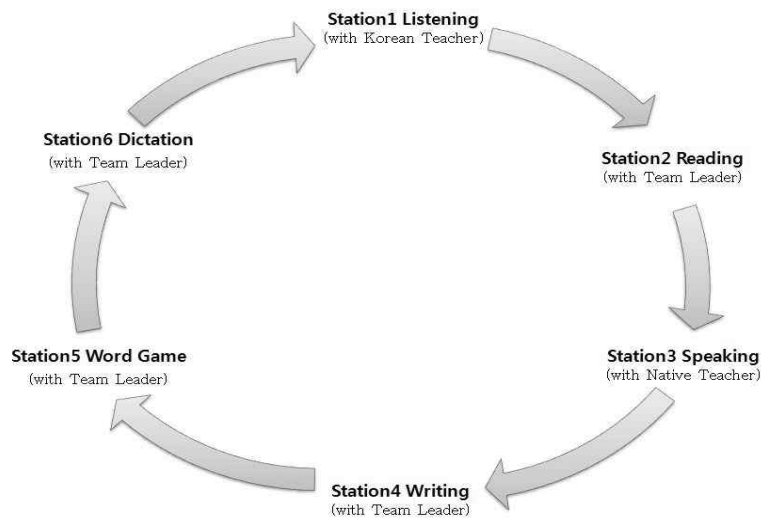 Station1 Listening
(with Korean Teacher)
Station2 Reading
(with Team Leader)
Station3 Speaking
(with Native Teacher)
Station4 Writing
(with Team Leader)
Station5 Word Game
(with Team Leader)
Station6 Dictation
(with Team Leader)